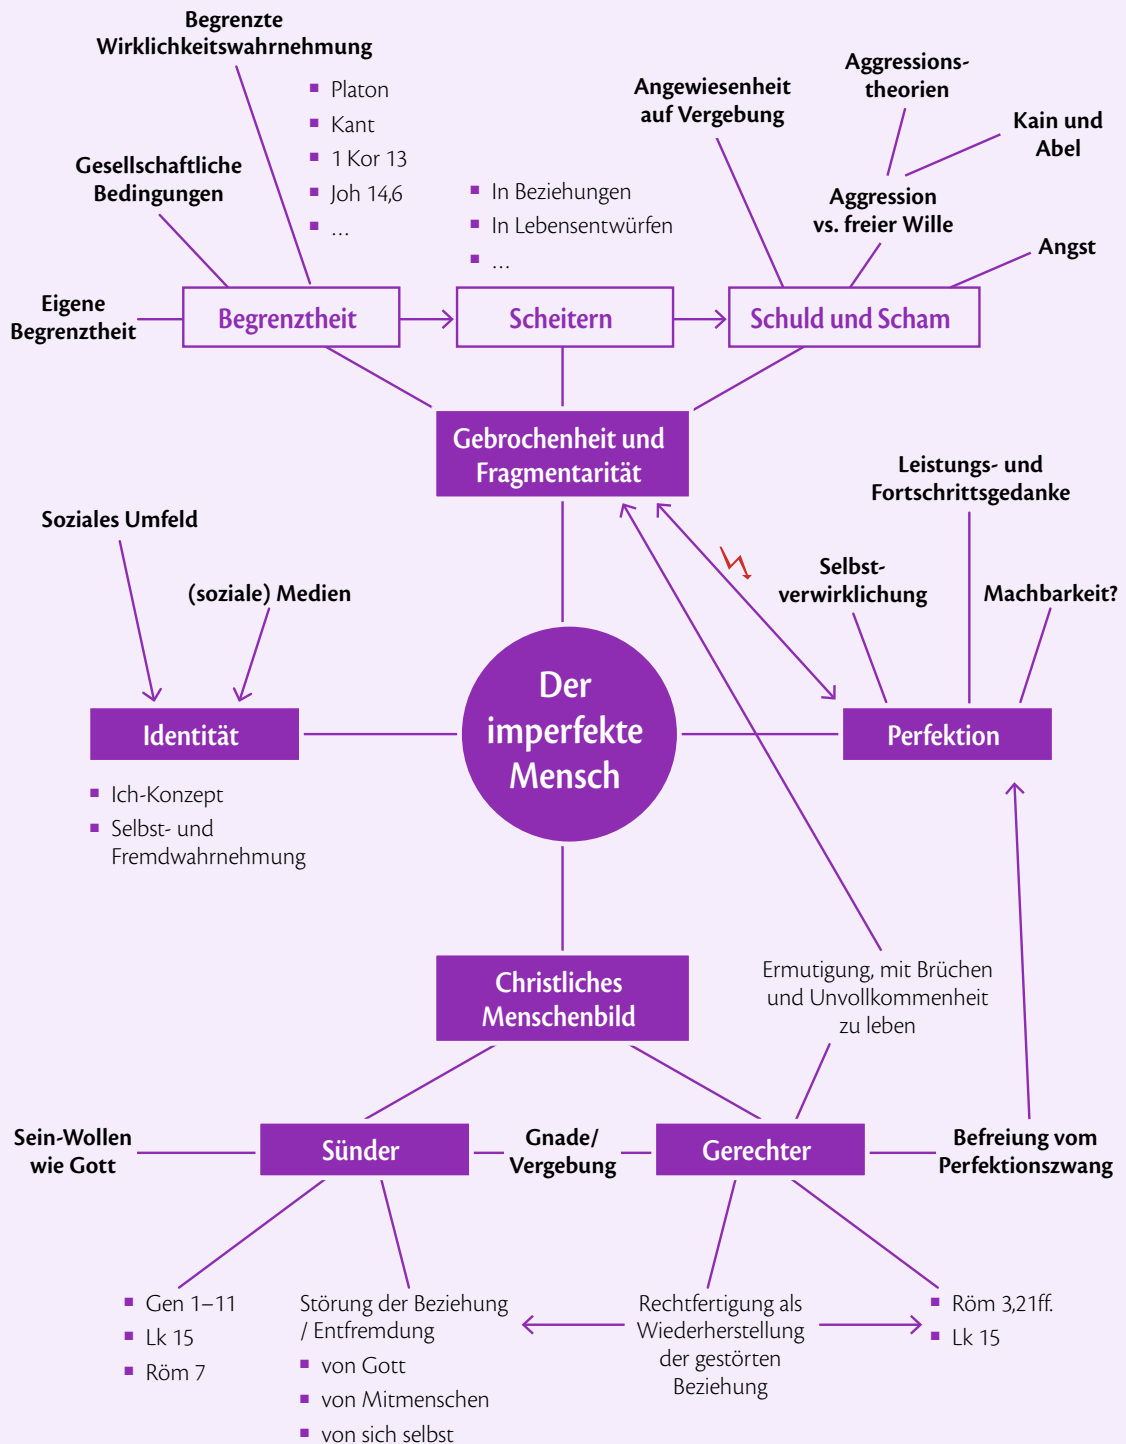 Begrenzte
Wirklichkeitswahrnehmung
■ Platon
■ Kant
■ 1 Kor 13
■ Joh 14,6
■ …
Gesellschaftliche
Bedingungen
■ In Beziehungen
■ In Lebensentwürfen
■ …
Angewiesenheit
auf Vergebung
Aggressions-
theorien
Kain und
Abel
Aggression
vs. freier Wille
Angst
Eigene
Begrenztheit
Begrenztheit
Scheitern
Schuld und Scham
Gebrochenheit und
Fragmentarität
Leistungs- und
Fortschrittsgedanke
Soziales Umfeld
(soziale) Medien
Selbst-
verwirklichung
Machbarkeit?
Identität
■ Ich-Konzept
■ Selbst- und
Fremdwahrnehmung
Der
imperfekte
Mensch
Perfektion
Christliches
Menschenbild
Ermutigung, mit Brüchen
und Unvollkommenheit
zu leben
Sein-Wollen
wie Gott
Sünder
Gnade/
Vergebung
Gerechter
Befreiung vom
Perfektionszwang
■ Gen 1–11
■ Lk 15
■ Röm 7
Störung der Beziehung
/ Entfremdung
■ von Gott
■ von Mitmenschen
■ von sich selbst
Rechtfertigung als
Wiederherstellung
der gestörten
Beziehung
■ Röm 3,21ff.
■ Lk 15